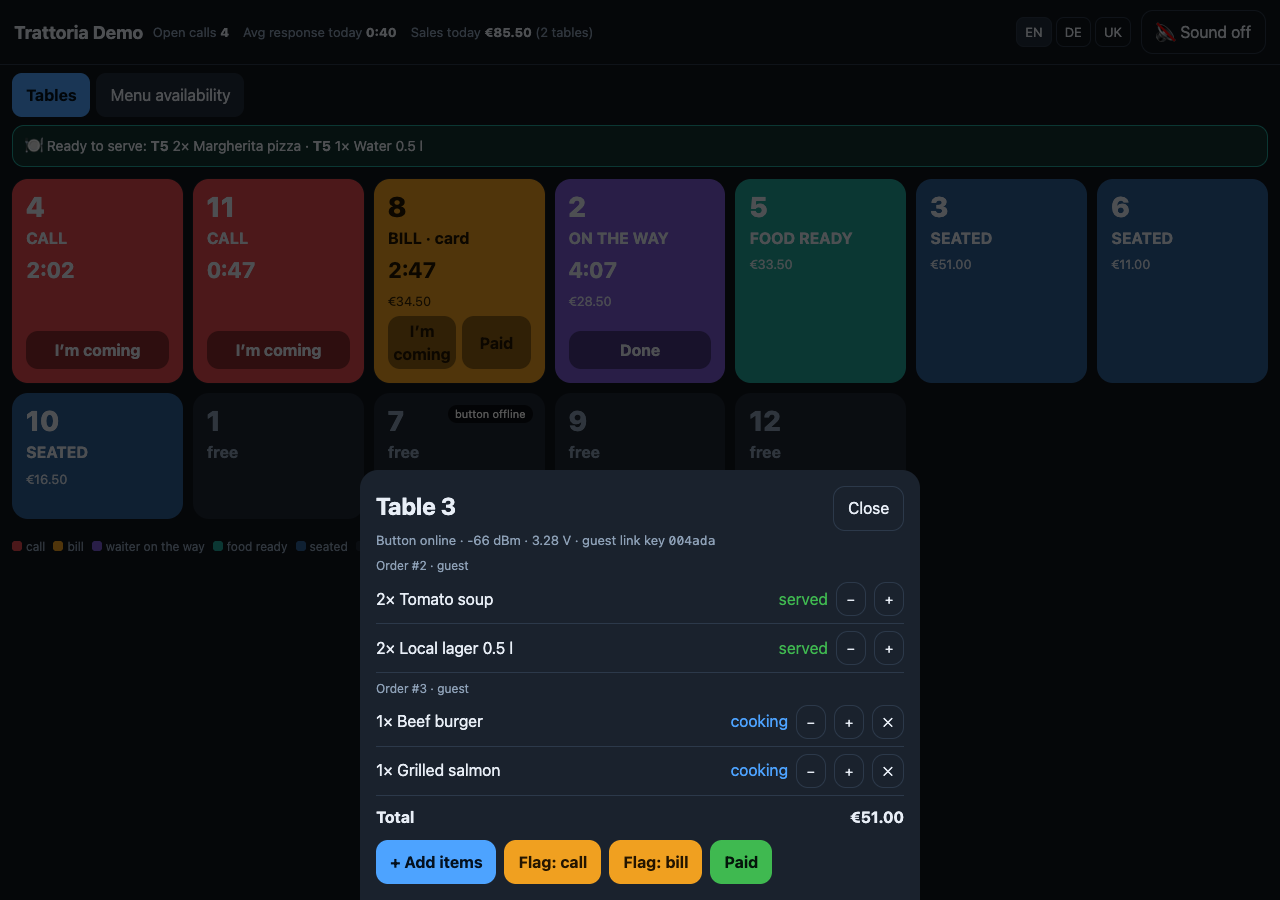 Trattoria Demo Open calls 4 Avg response today 0:40 Sales today €85.50 (2 tables) EN DE UK Sound off
Tables Menu availability
Ready to serve: T5 2× Margherita pizza · T5 1× Water 0.5 l
4
CALL
2:02
I’m coming
11
CALL
0:47
I’m coming
8
BILL · card
2:47
€34.50
I’m coming
Paid
2
ON THE WAY
4:07
€28.50
Done
5
FOOD READY
€33.50
3
SEATED
€51.00
6
SEATED
€11.00
10
SEATED
€16.50
1
free
7
button offline
free
9
free
12
free
call bill waiter on the way food ready seated
Table 3
Close
Button online · -66 dBm · 3.28 V · guest link key 004ada
Order #2 · guest
2× Tomato soup served − +
2× Local lager 0.5 l served − +
Order #3 · guest
1× Beef burger cooking − + ✕
1× Grilled salmon cooking − + ✕
Total €51.00
+ Add items Flag: call Flag: bill Paid